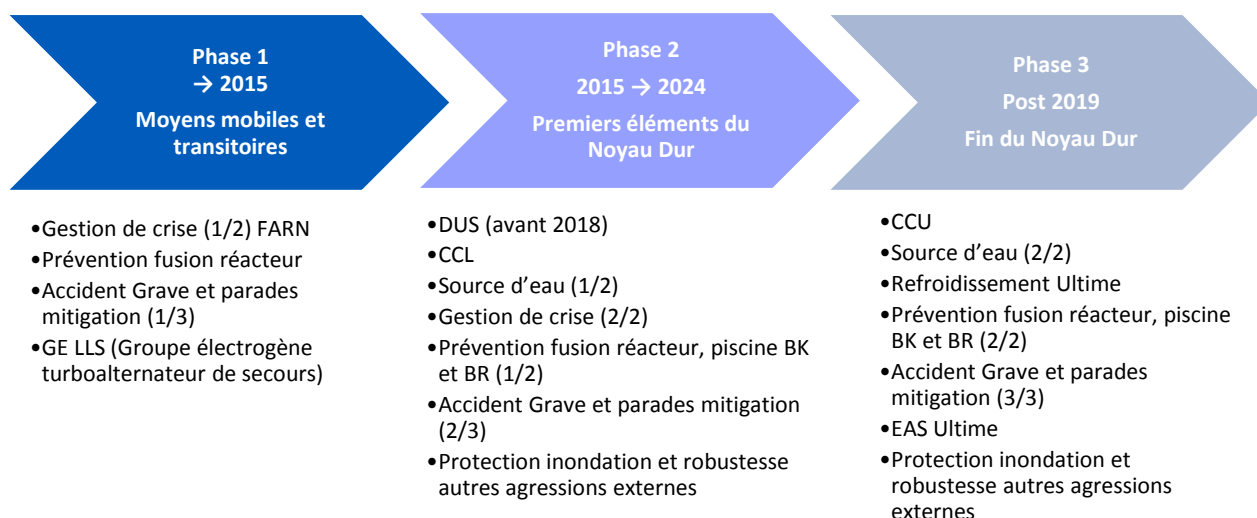 Phase 1
→ 2015
Moyens mobiles et
transitoires
Phase 2
2015 → 2024
Premiers éléments du
Noyau Dur
Phase 3
Post 2019
Fin du Noyau Dur
•Gestion de crise (1/2) FARN
•Prévention fusion réacteur
•Accident Grave et parades
mitigation (1/3)
•GE LLS (Groupe électrogène
turboalternateur de secours)
•DUS (avant 2018)
•CCL
•Source d'eau (1/2)
•Gestion de crise (2/2)
•Prévention fusion réacteur, piscine BK
et BR (1/2)
•Accident Grave et parades mitigation
(2/3)
•Protection inondation et robustesse
autres agressions externes
•CCU
•Source d'eau (2/2)
•Refroidissement Ultime
•Prévention fusion réacteur, piscine
BK et BR (2/2)
•Accident Grave et parades
mitigation (3/3)
•EAS Ultime
•Protection inondation et
robustesse autres agressions
externes